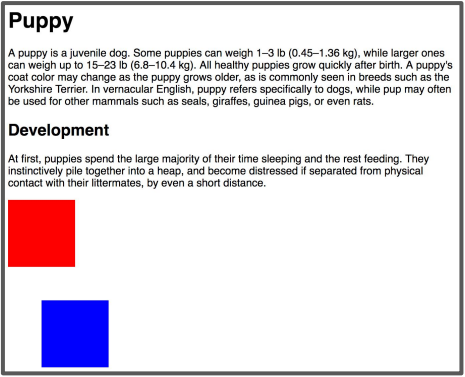 Puppy
A puppy is a juvenile dog. Some puppies can weigh 1–3 lb (0.45–1.36 kg), while larger ones
can weigh up to 15–23 lb (6.8–10.4 kg). All healthy puppies grow quickly after birth. A puppy's
coat color may change as the puppy grows older, as is commonly seen in breeds such as the
Yorkshire Terrier. In vernacular English, puppy refers specifically to dogs, while pup may often
be used for other mammals such as seals, giraffes, guinea pigs, or even rats.
Development
At first, puppies spend the large majority of their time sleeping and the rest feeding. They
instinctively pile together into a heap, and become distressed if separated from physical
contact with their littermates, by even a short distance.